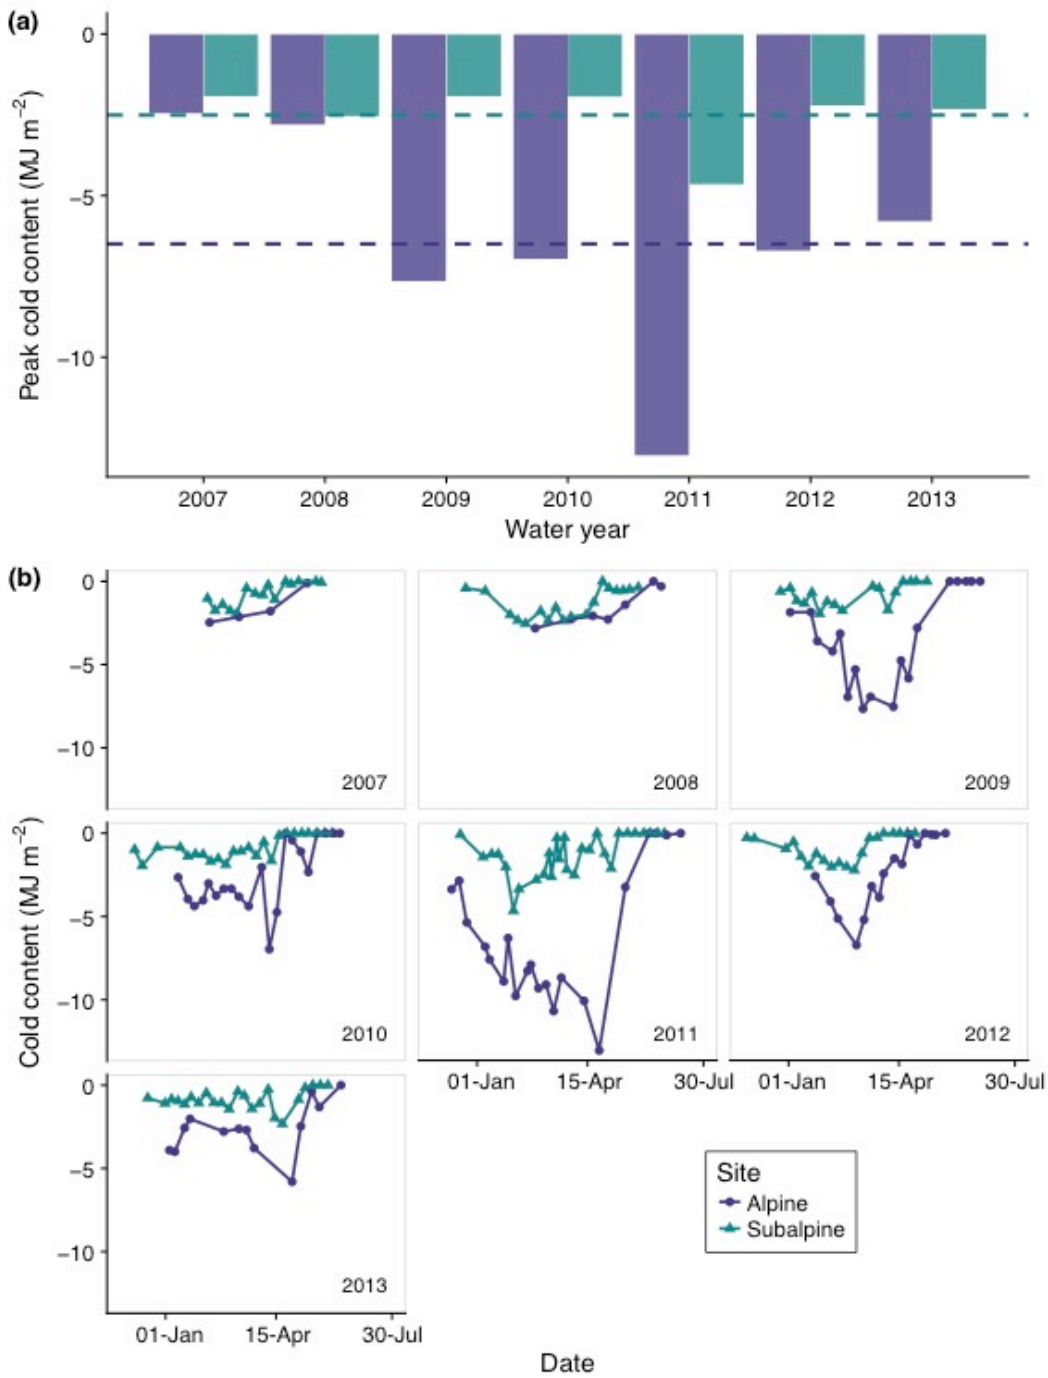 (a)
Peak cold content (MJ m⁻²)
0
−5
−10
2007 2008 2009 2010 2011 2012 2013
Water year
(b)
Cold content (MJ m⁻²)
0
−5
−10
2007
2008
2009
0
−5
−10
2010
2011
2012
01-Jan 15-Apr 30-Jul 01-Jan 15-Apr 30-Jul
0
−5
−10
2013
01-Jan 15-Apr 30-Jul
Date
Site
Alpine
Subalpine